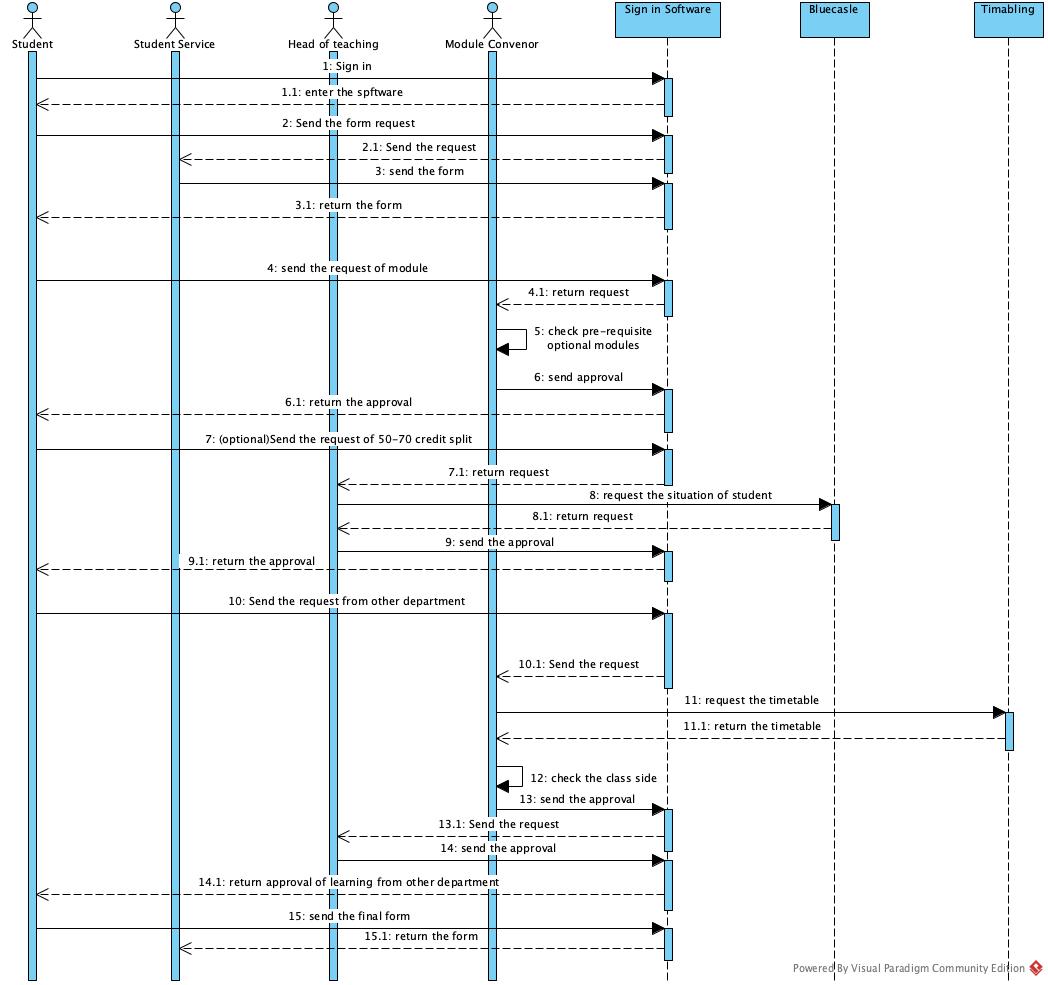 Student
Student Service
Head of teaching
Module Convenor
Sign in Software
Bluecasle
Timabling
1: Sign in
1.1: enter the spftware
2: Send the form request
2.1: Send the request
3: send the form
3.1: return the form
4: send the request of module
4.1: return request
5: check pre-requisite
optional modules
6: send approval
6.1: return the approval
7: (optional)Send the request of 50-70 credit split
7.1: return request
8: request the situation of student
8.1: return request
9: send the approval
9.1: return the approval
10: Send the request from other department
10.1: Send the request
11: request the timetable
11.1: return the timetable
12: check the class side
13: send the approval
13.1: Send the request
14: send the approval
14.1: return approval of learning from other department
15: send the final form
15.1: return the form
Powered By Visual Paradigm Community Edition